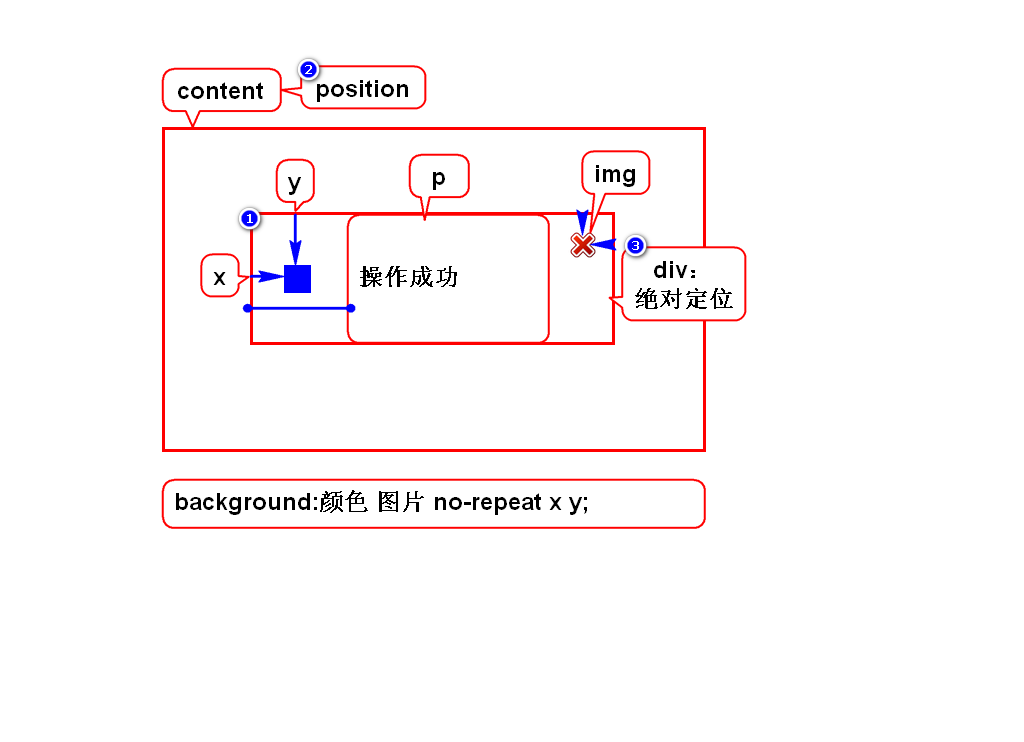 content
2
position
y
p
img
1
3
x
操作成功
div:
绝对定位
background:颜色 图片 no-repeat x y;